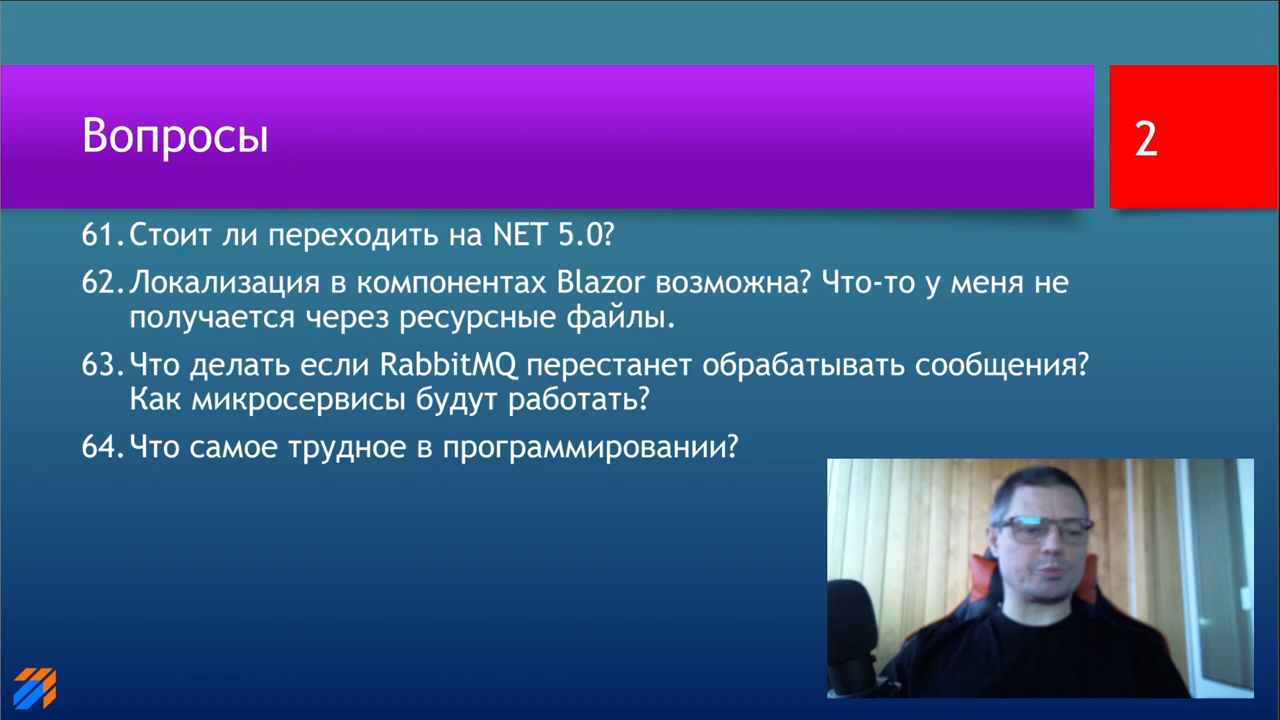 Вопросы
2
61. Стоит ли переходить на NET 5.0?
62. Локализация в компонентах Blazor возможна? Что-то у меня не
получается через ресурсные файлы.
63. Что делать если RabbitMQ перестанет обрабатывать сообщения?
Как микросервисы будут работать?
64. Что самое трудное в программировании?